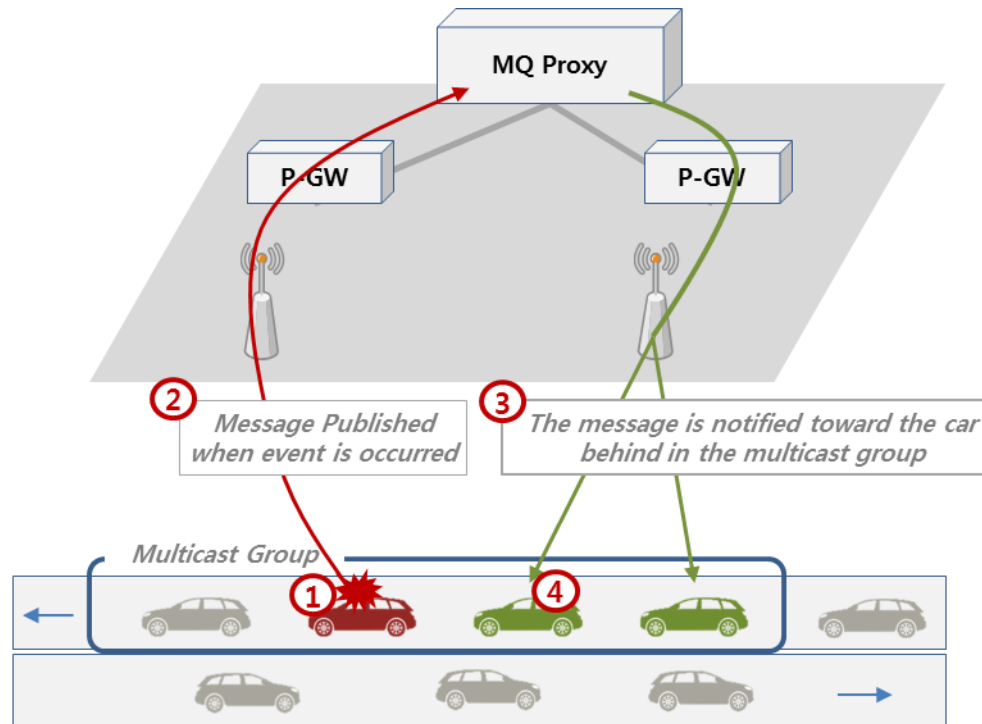 MQ Proxy
P-GW
P-GW
2
Message Published
when event is occurred
3
The message is notified toward the car
behind in the multicast group
Multicast Group
1
4